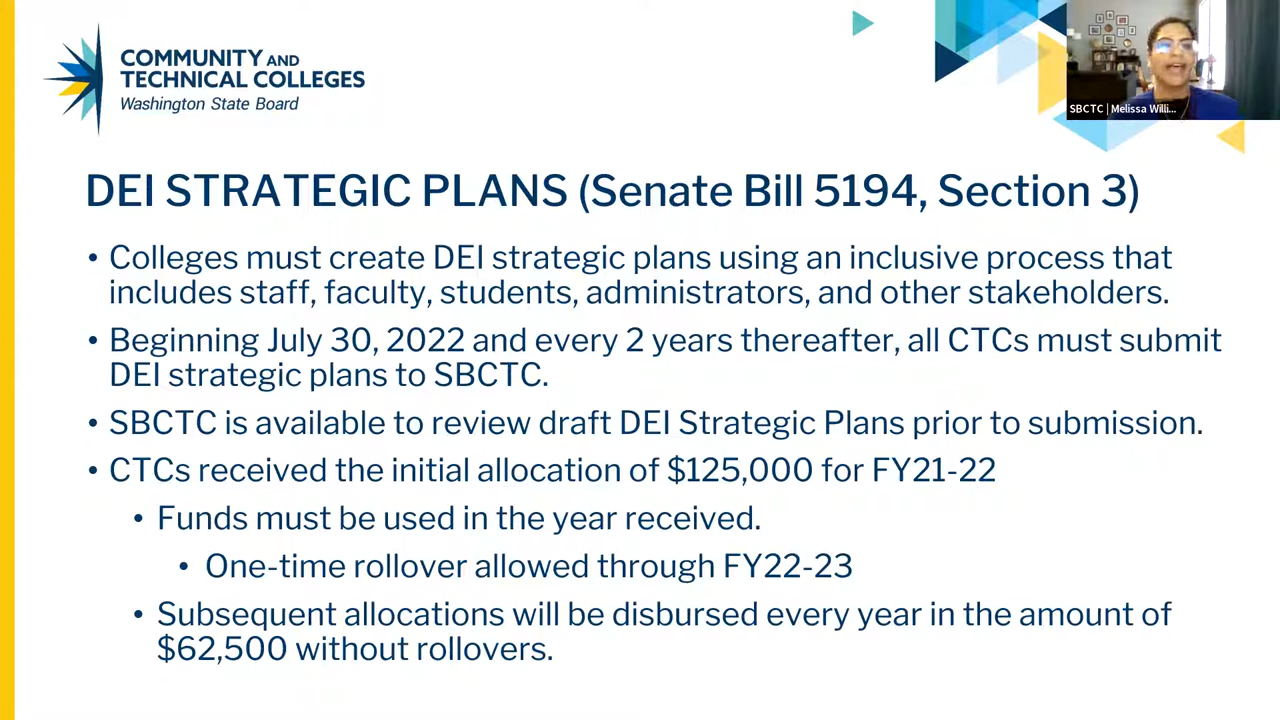 COMMUNITY AND
TECHNICAL COLLEGES
Washington State Board
SBCTC | Melissa Willi...
DEI STRATEGIC PLANS (Senate Bill 5194, Section 3)
• Colleges must create DEI strategic plans using an inclusive process that
includes staff, faculty, students, administrators, and other stakeholders.
• Beginning July 30, 2022 and every 2 years thereafter, all CTCs must submit
DEI strategic plans to SBCTC.
• SBCTC is available to review draft DEI Strategic Plans prior to submission.
• CTCs received the initial allocation of $125,000 for FY21-22
• Funds must be used in the year received.
• One-time rollover allowed through FY22-23
• Subsequent allocations will be disbursed every year in the amount of
$62,500 without rollovers.